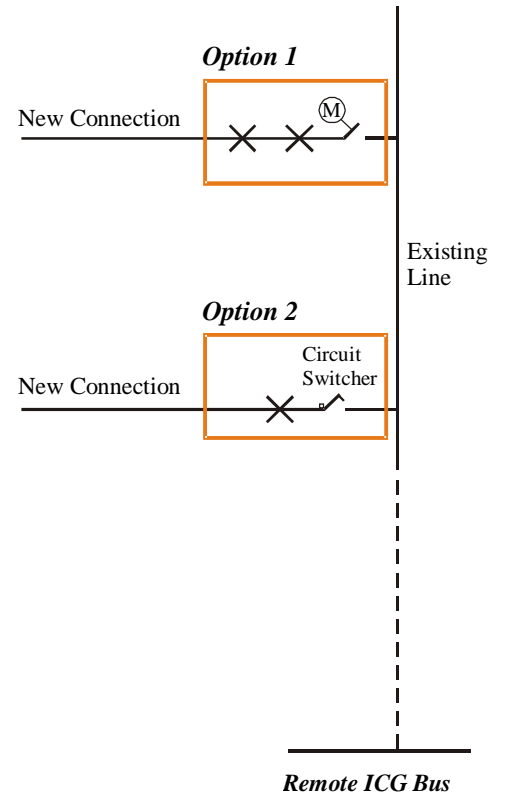 Option 1
New Connection
M
Existing
Line
Option 2
Circuit
Switcher
New Connection
Remote ICG Bus